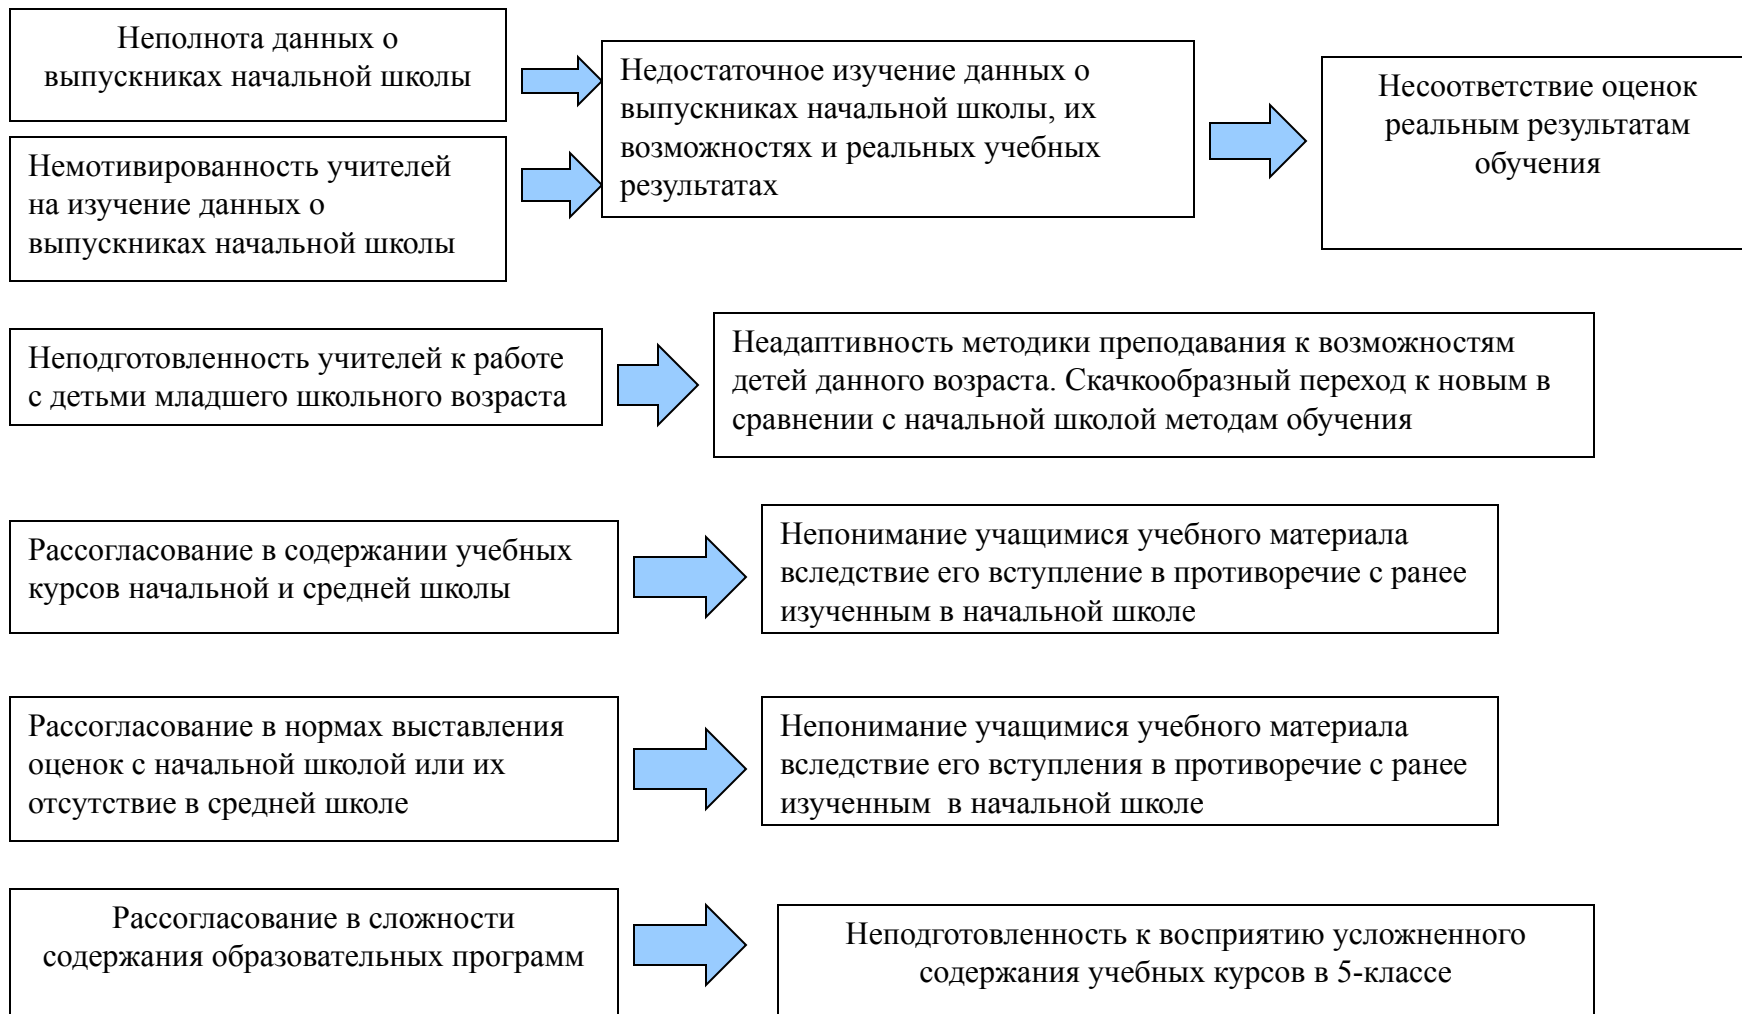 Неполнота данных о
выпускниках начальной школы
Немотивированность учителей
на изучение данных о
выпускниках начальной школы
Недостаточное изучение данных о
выпускниках начальной школы, их
возможностях и реальных учебных
результатах
Несоответствие оценок
реальным результатам
обучения
Неподготовленность учителей к работе
с детьми младшего школьного возраста
Неадаптивность методики преподавания к возможностям
детей данного возраста. Скачкообразный переход к новым в
сравнении с начальной школой методам обучения
Рассогласование в содержании учебных
курсов начальной и средней школы
Непонимание учащимися учебного материала
вследствие его вступление в противоречие с ранее
изученным в начальной школе
Рассогласование в нормах выставления
оценок с начальной школой или их
отсутствие в средней школе
Непонимание учащимися учебного материала
вследствие его вступления в противоречие с ранее
изученным  в начальной школе
Рассогласование в сложности
содержания образовательных программ
Неподготовленность к восприятию усложненного
содержания учебных курсов в 5-классе